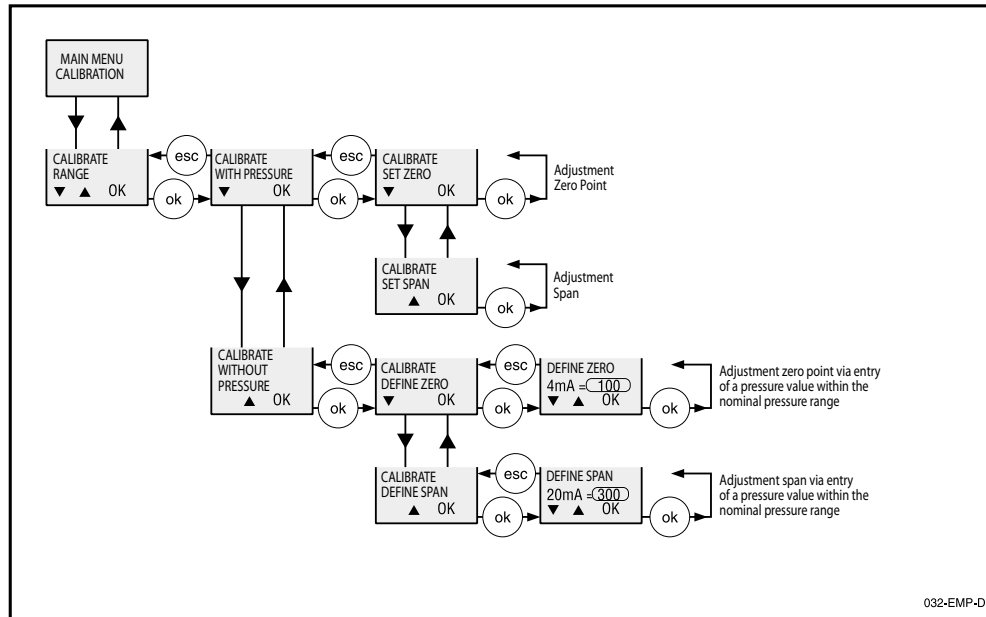 MAIN MENU
CALIBRATION
CALIBRATE
RANGE
▼ ▲ OK
esc
ok
CALIBRATE
WITH PRESSURE
▼ OK
esc
ok
CALIBRATE
SET ZERO
▼ OK
ok
Adjustment
Zero Point
CALIBRATE
SET SPAN
▲ OK
ok
Adjustment
Span
CALIBRATE
WITHOUT
PRESSURE
▲ OK
esc
ok
CALIBRATE
DEFINE ZERO
▼ OK
esc
ok
DEFINE ZERO
4mA = 100
▼ ▲ OK
ok
Adjustment zero point via entry
of a pressure value within the
nominal pressure range
CALIBRATE
DEFINE SPAN
▲ OK
esc
ok
DEFINE SPAN
20mA = 300
▼ ▲ OK
ok
Adjustment span via entry
of a pressure value within the
nominal pressure range
032-EMP-D